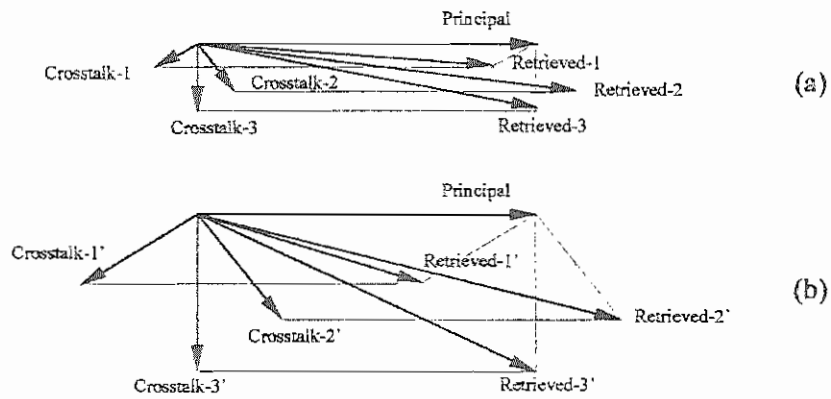 Principal
Crosstalk-1
Retrieved-1
Crosstalk-2
Retrieved-2
(a)
Crosstalk-3
Retrieved-3
Principal
Crosstalk-1'
Retrieved-1'
(b)
Crosstalk-2'
Retrieved-2'
Crosstalk-3'
Retrieved-3'